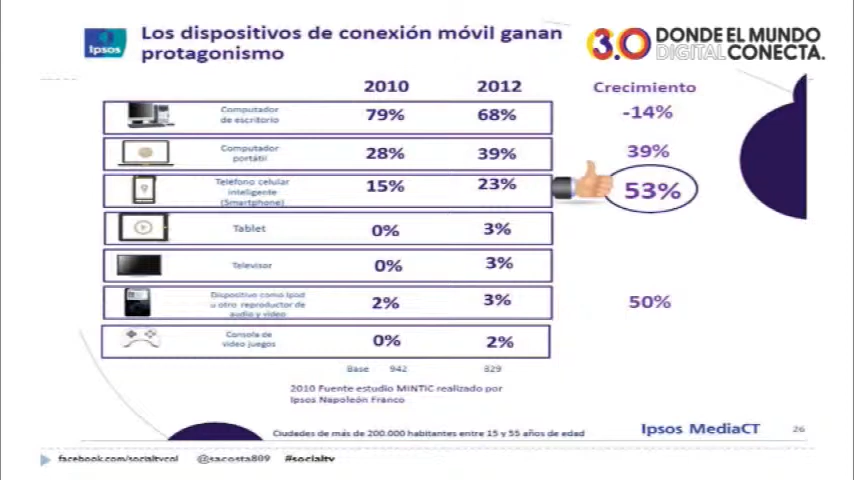 Ipsos
Los dispositivos de conexión móvil ganan
protagonismo
3.0
DONDE EL MUNDO
DIGITAL CONECTA.
2010 2012 Crecimiento
Computador
de escritorio
79% 68% -14%
Computador
portátil
28% 39% 39%
Teléfono celular
inteligente
(Smartphone)
15% 23% 53%
Tablet 0% 3%
Televisor 0% 3%
Dispositivo como Ipod
u otro reproductor de
audio y video
2% 3% 50%
Consola de
video juegos
0% 2%
Base 942 829
2010 Fuente estudio MINTIC realizado por
Ipsos Napoleón Franco
Ciudades de más de 200.000 habitantes entre 15 y 55 años de edad
Ipsos MediaCT 26
facebook.com/socialtvcol @sacosta809 #socialtv